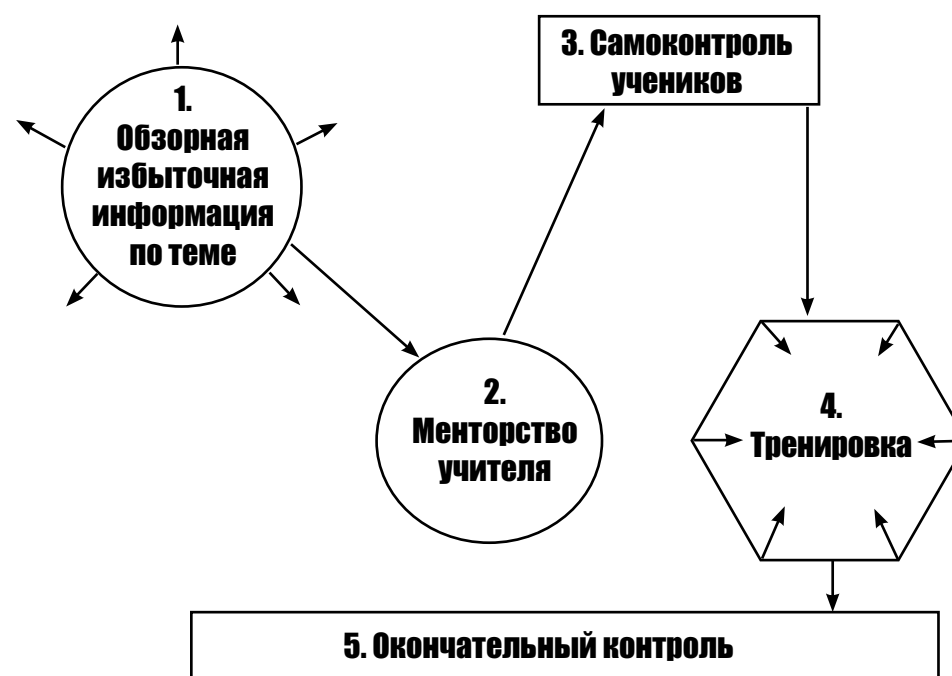 1.
Обзорная
избыточная
информация
по теме
2.
Менторство
учителя
3. Самоконтроль
учеников
4.
Тренировка
5. Окончательный контроль